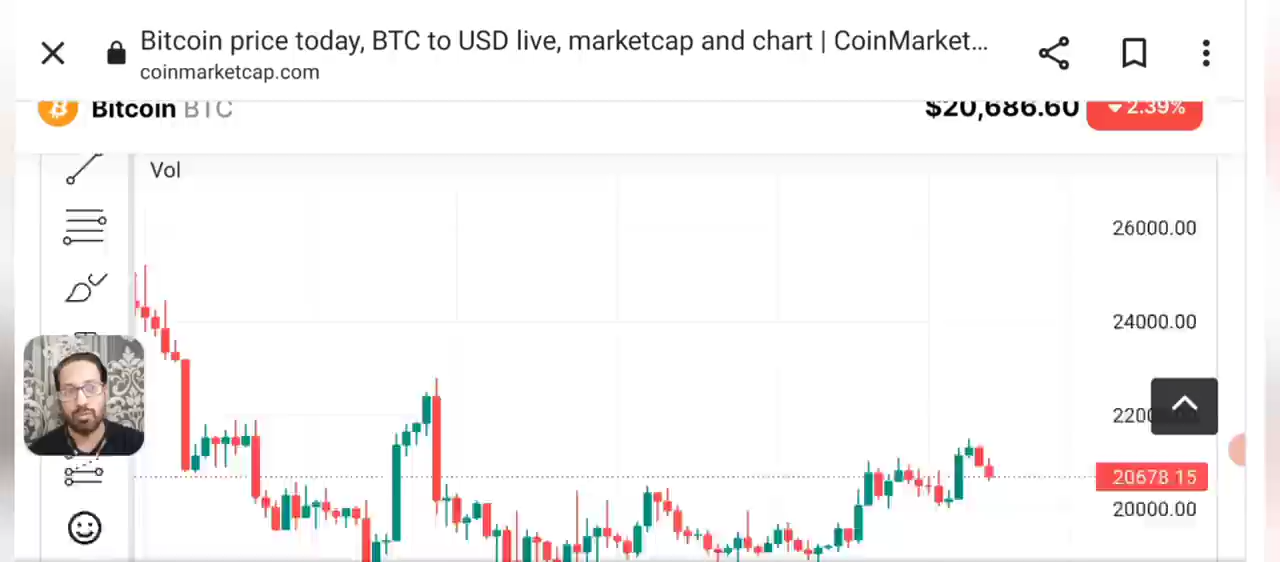 Bitcoin price today, BTC to USD live, marketcap and chart | CoinMarket...
coinmarketcap.com
Bitcoin BTC
$20,686.60
2.39%
Vol
26000.00
24000.00
20678.15
20000.00